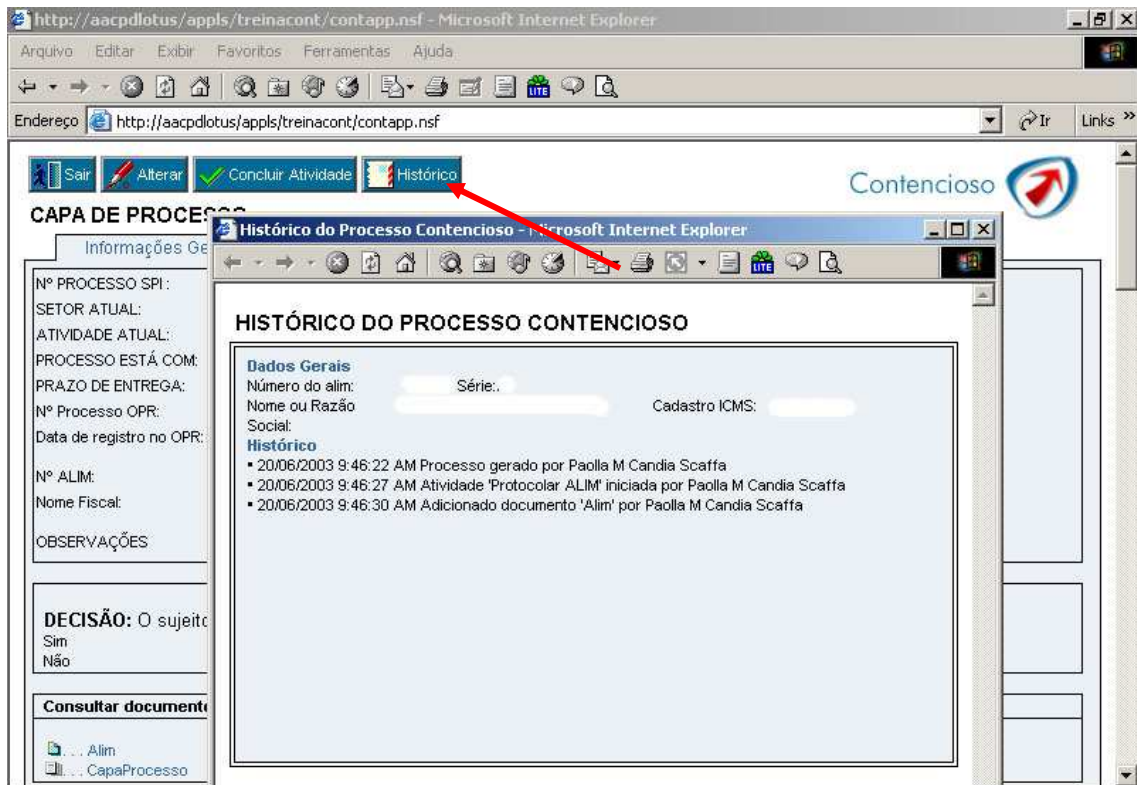 http://aacpdlotus/appls/treinacont/contapp.nsf - Microsoft Internet Explorer
Arquivo Editar Exibir Favoritos Ferramentas Ajuda
LITE
Endereço http://aacpdlotus/appls/treinacont/contapp.nsf Ir Links »
Sair Alterar Concluir Atividade Histórico
Contencioso
CAPA DE
Informações
Histórico do Processo Contencioso - Microsoft Internet Explorer
LITE
Nº PROCESSO SPI :
SETOR ATUAL:
ATIVIDADE ATUAL:
PROCESSO ESTÁ COM:
PRAZO DE ENTREGA:
Nº Processo OPR:
Data de registro no OPR:
Nº ALIM:
Nome Fiscal:
OBSERVAÇÕES
DECISÃO: O
Sim
Não
Consultar
. . . Alim
. . . CapaProcesso
HISTÓRICO DO PROCESSO CONTENCIOSO
Dados Gerais
Número do alim: Série:.
Nome ou Razão Cadastro ICMS:
Social:
Histórico
▪ 20/06/2003 9:46:22 AM Processo gerado por Paolla M Candia Scaffa
▪ 20/06/2003 9:46:27 AM Atividade 'Protocolar ALIM' iniciada por Paolla M Candia Scaffa
▪ 20/06/2003 9:46:30 AM Adicionado documento 'Alim' por Paolla M Candia Scaffa